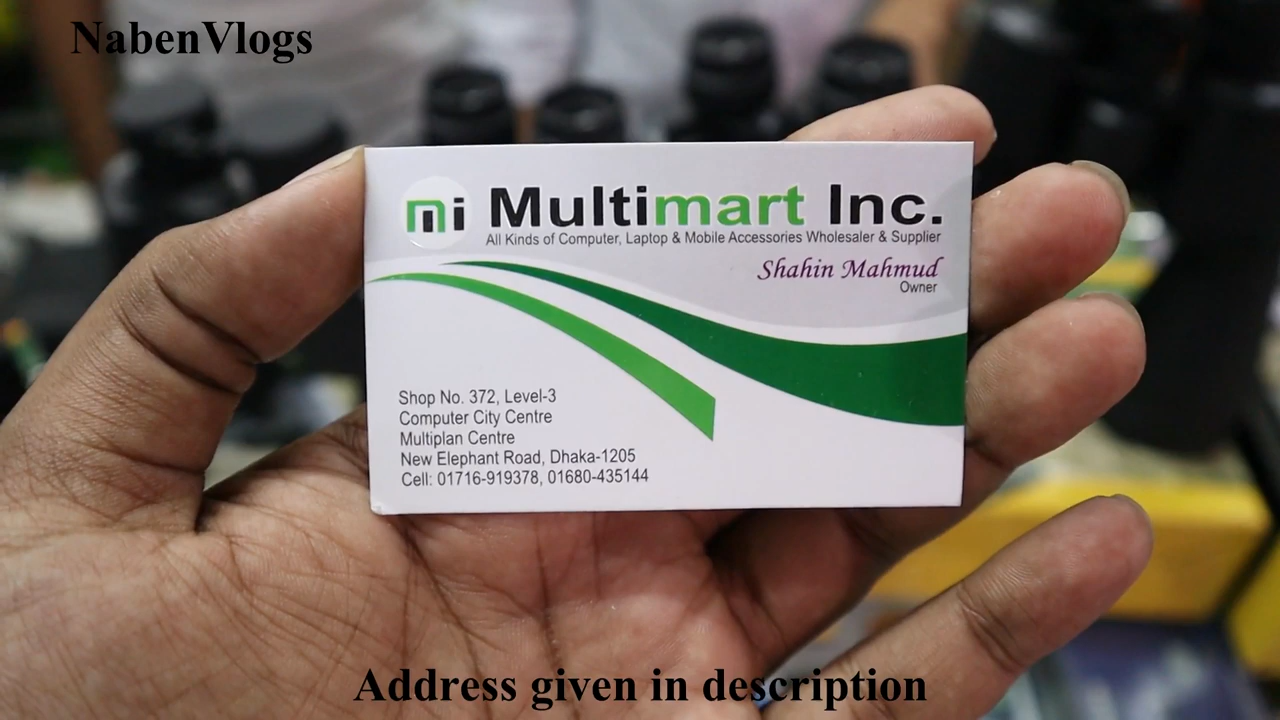 NabenVlogs
mi Multimart Inc.
All Kinds of Computer, Laptop & Mobile Accessories Wholesaler & Supplier
Shahin Mahmud
Owner
Shop No. 372, Level-3
Computer City Centre
Multiplan Centre
New Elephant Road, Dhaka-1205
Cell: 01716-919378, 01680-435144
Address given in description